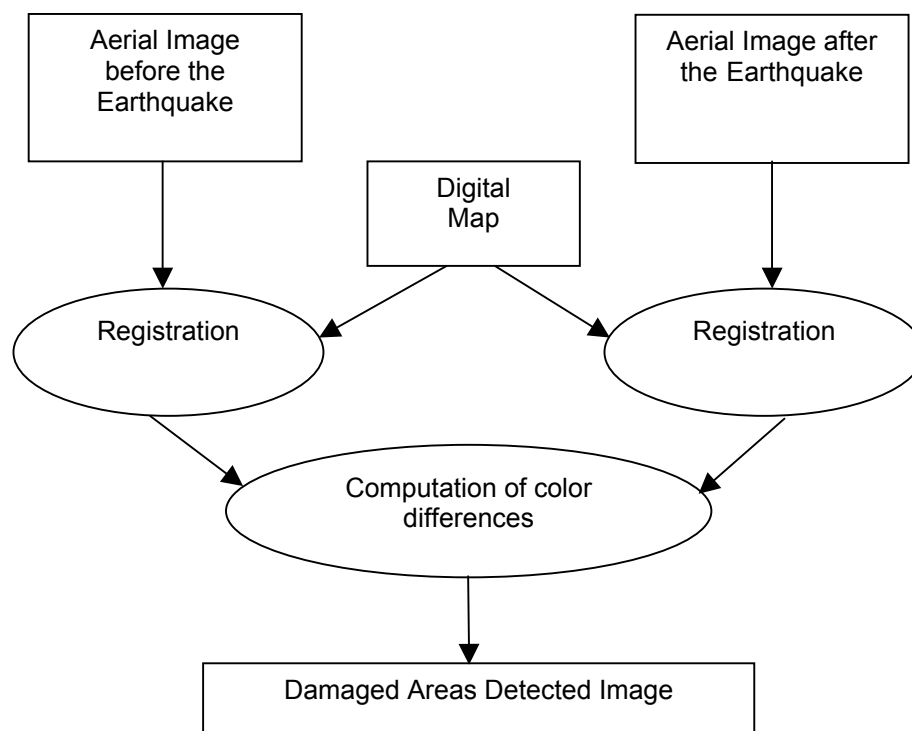 Aerial Image
before the
Earthquake
Aerial Image after
the Earthquake
Digital
Map
Registration
Registration
Computation of color
differences
Damaged Areas Detected Image